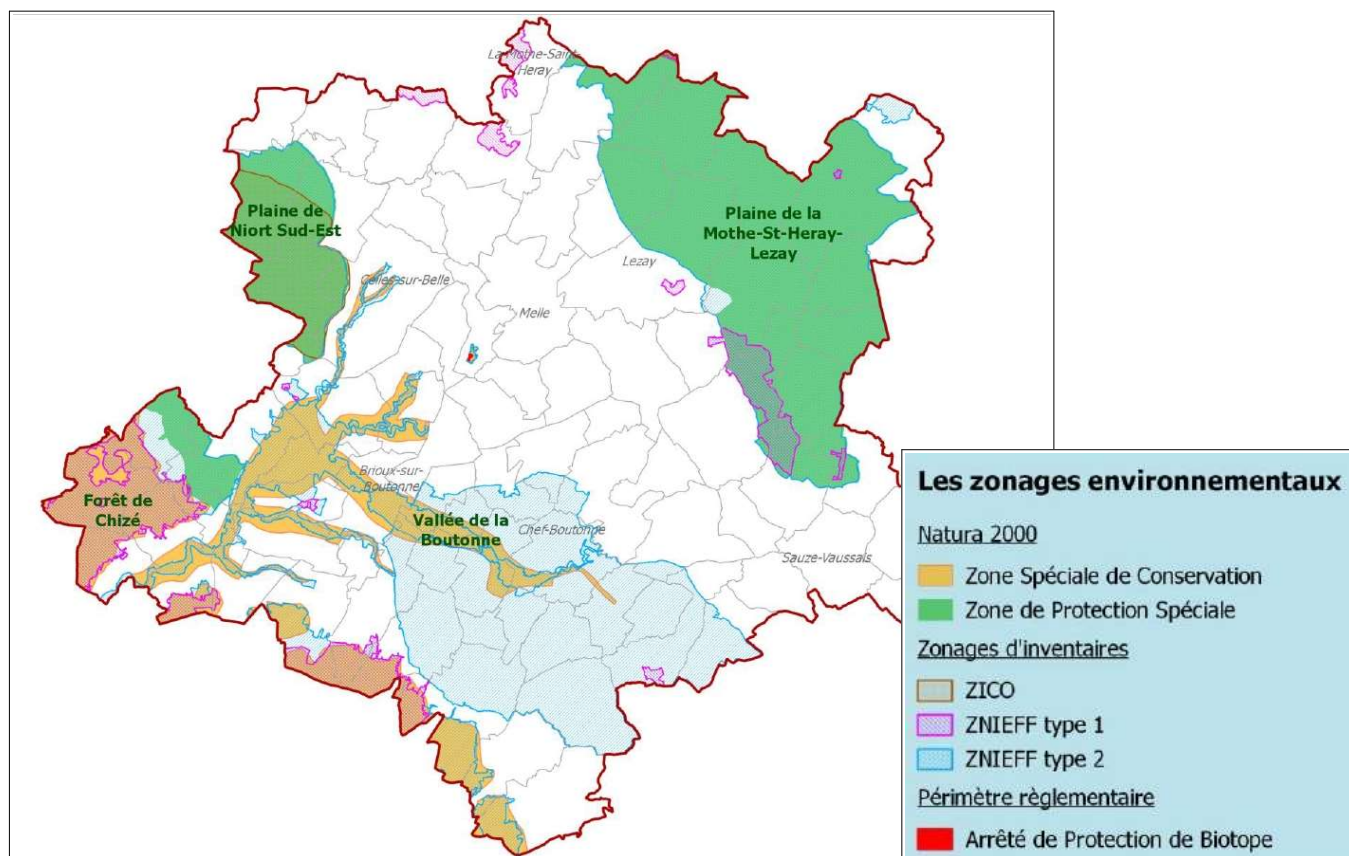 La Mothe-Saint-
Heray
Plaine de
Niort Sud-Est
Plaine de la
Mothe-St-Heray-
Lezay
Lezay
Celles-sur-Belle
Melle
Forêt de
Chizé
Brioux-sur-
Boutonne
Vallée de la
Boutonne
Chef-Boutonne
Sauze-Vaussais
Les zonages environnementaux
Natura 2000
Zone Spéciale de Conservation
Zone de Protection Spéciale
Zonages d'inventaires
ZICO
ZNIEFF type 1
ZNIEFF type 2
Périmètre règlementaire
Arrêté de Protection de Biotope